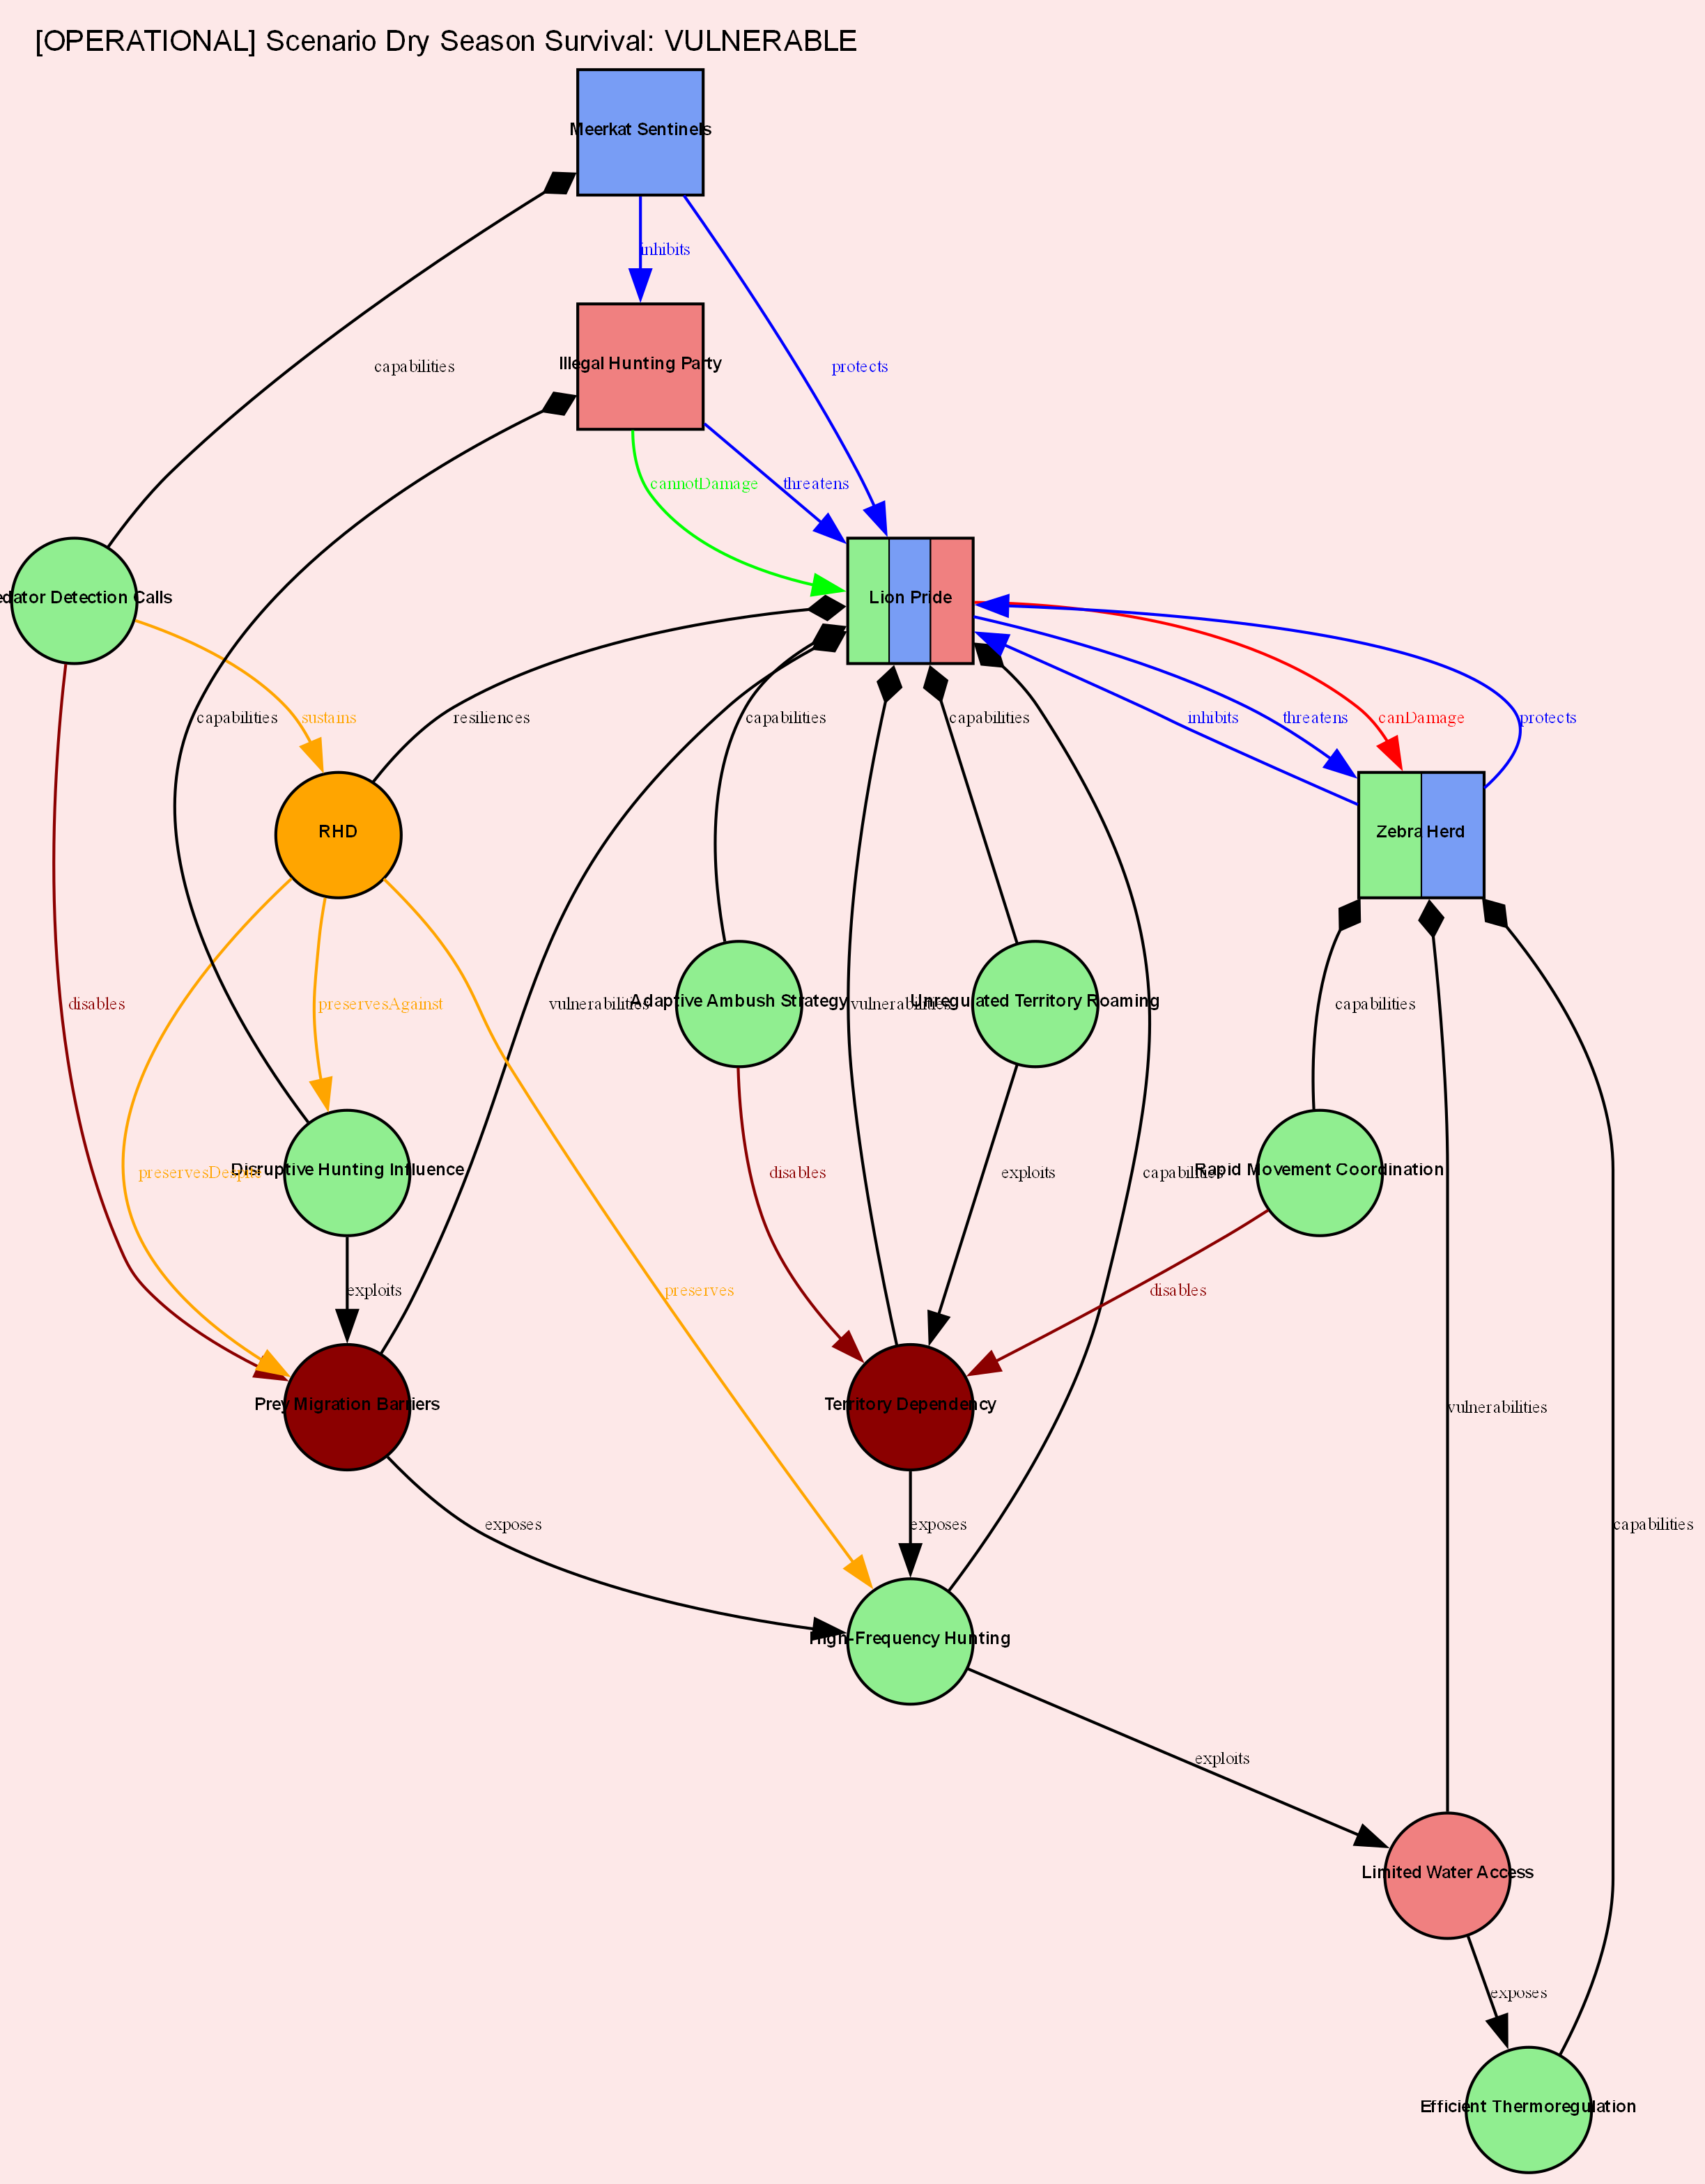 [OPERATIONAL] Scenario Dry Season Survival: VULNERABLE
Meerkat Sentinels
inhibits
Illegal Hunting Party
capabilities
protects
cannotDamage
threatens
edator Detection Calls
Lion Pride
capabilities
sustains
resiliences
capabilities
capabilities
inhibits
threatens
canDamage
protects
RHD
Zebra Herd
disables
preservesAgainst
vulnerabilities
Adaptive Ambush Strategy
vulnerabilities
Unregulated Territory Roaming
capabilities
preservesDespite
Disruptive Hunting Influence
disables
exploits
capabilities
Rapid Movement Coordination
exploits
preserves
disables
Prey Migration Barriers
Territory Dependency
vulnerabilities
exposes
exposes
capabilities
High-Frequency Hunting
exploits
Limited Water Access
exposes
Efficient Thermoregulation